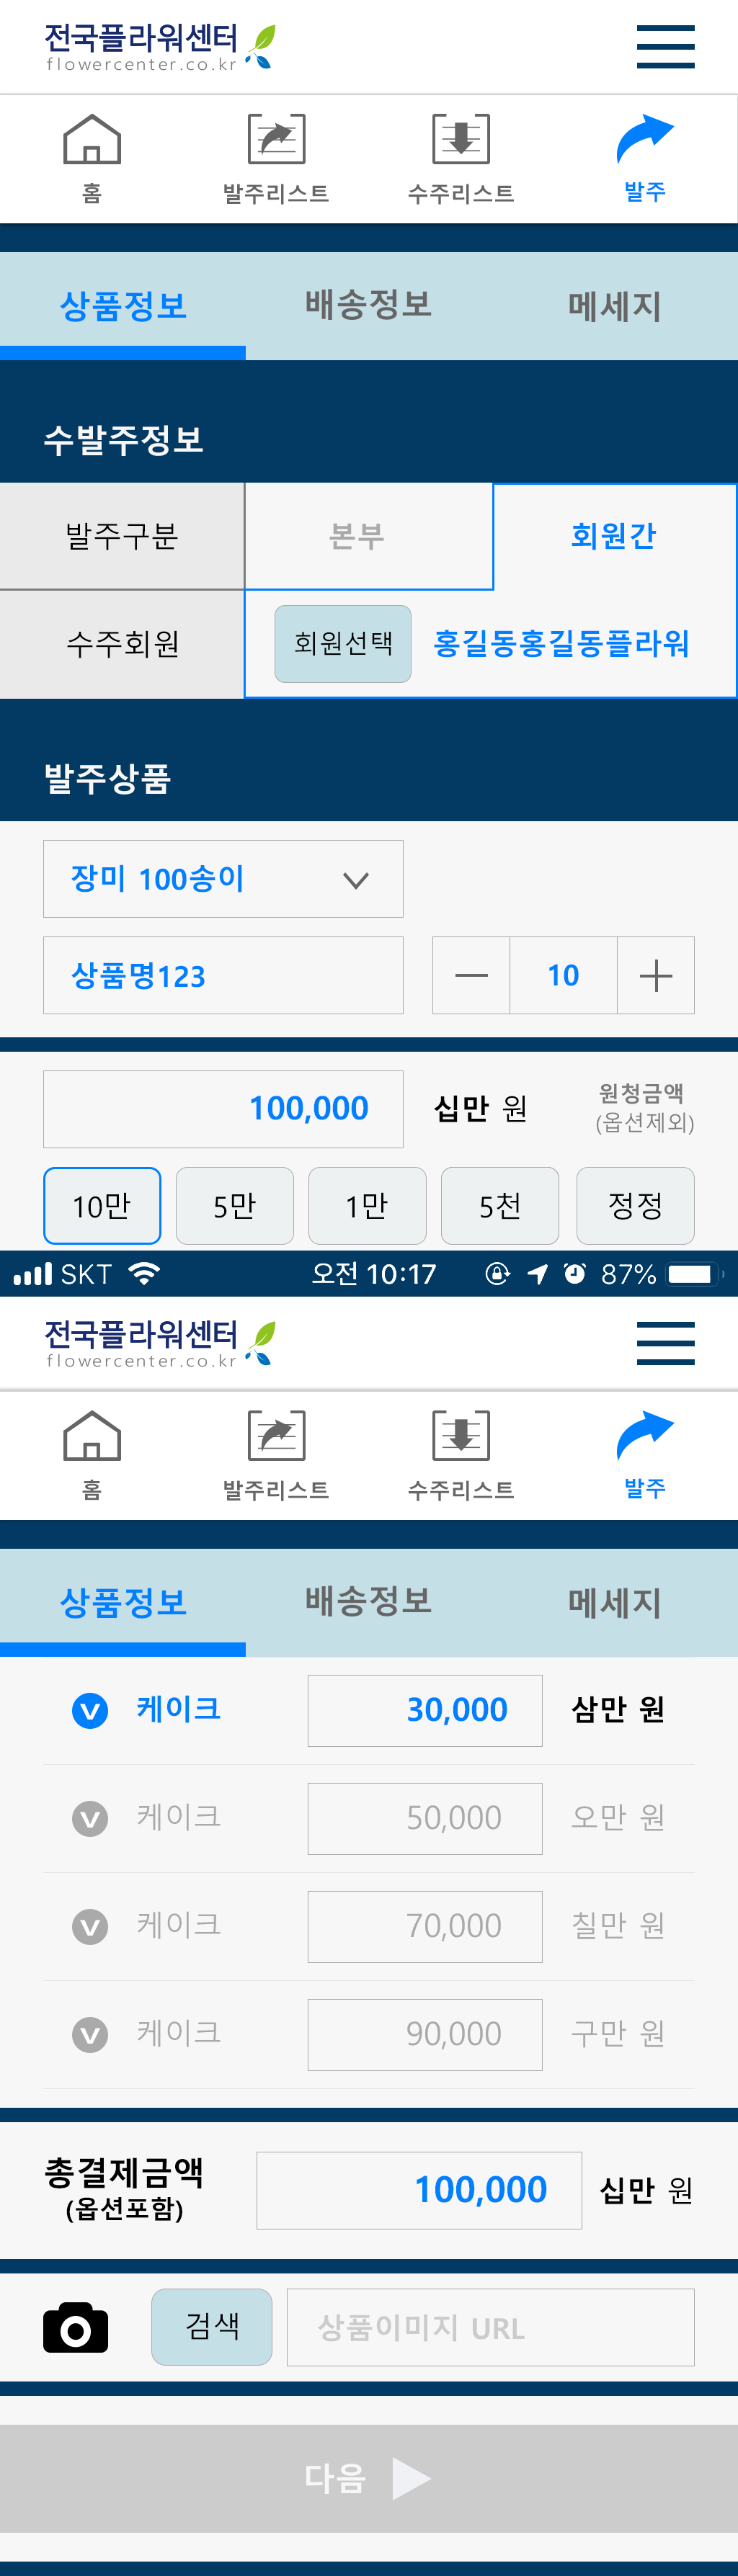 전국플라워센터
flowercenter.co.kr
홈 발주리스트 수주리스트 발주
상품정보 배송정보 메세지
수발주정보
발주구분 본부 회원간
수주회원 회원선택 홍길동홍길동플라워
발주상품
장미 100송이
상품명123 10
100,000 십만 원 원청금액
(옵션제외)
10만 5만 1만 5천 정정
SKT 오전 10:17 87%
전국플라워센터
flowercenter.co.kr
홈 발주리스트 수주리스트 발주
상품정보 배송정보 메세지
케이크 30,000 삼만 원
케이크 50,000 오만 원
케이크 70,000 칠만 원
케이크 90,000 구만 원
총결제금액
(옵션포함) 100,000 십만 원
검색 상품이미지 URL
다음